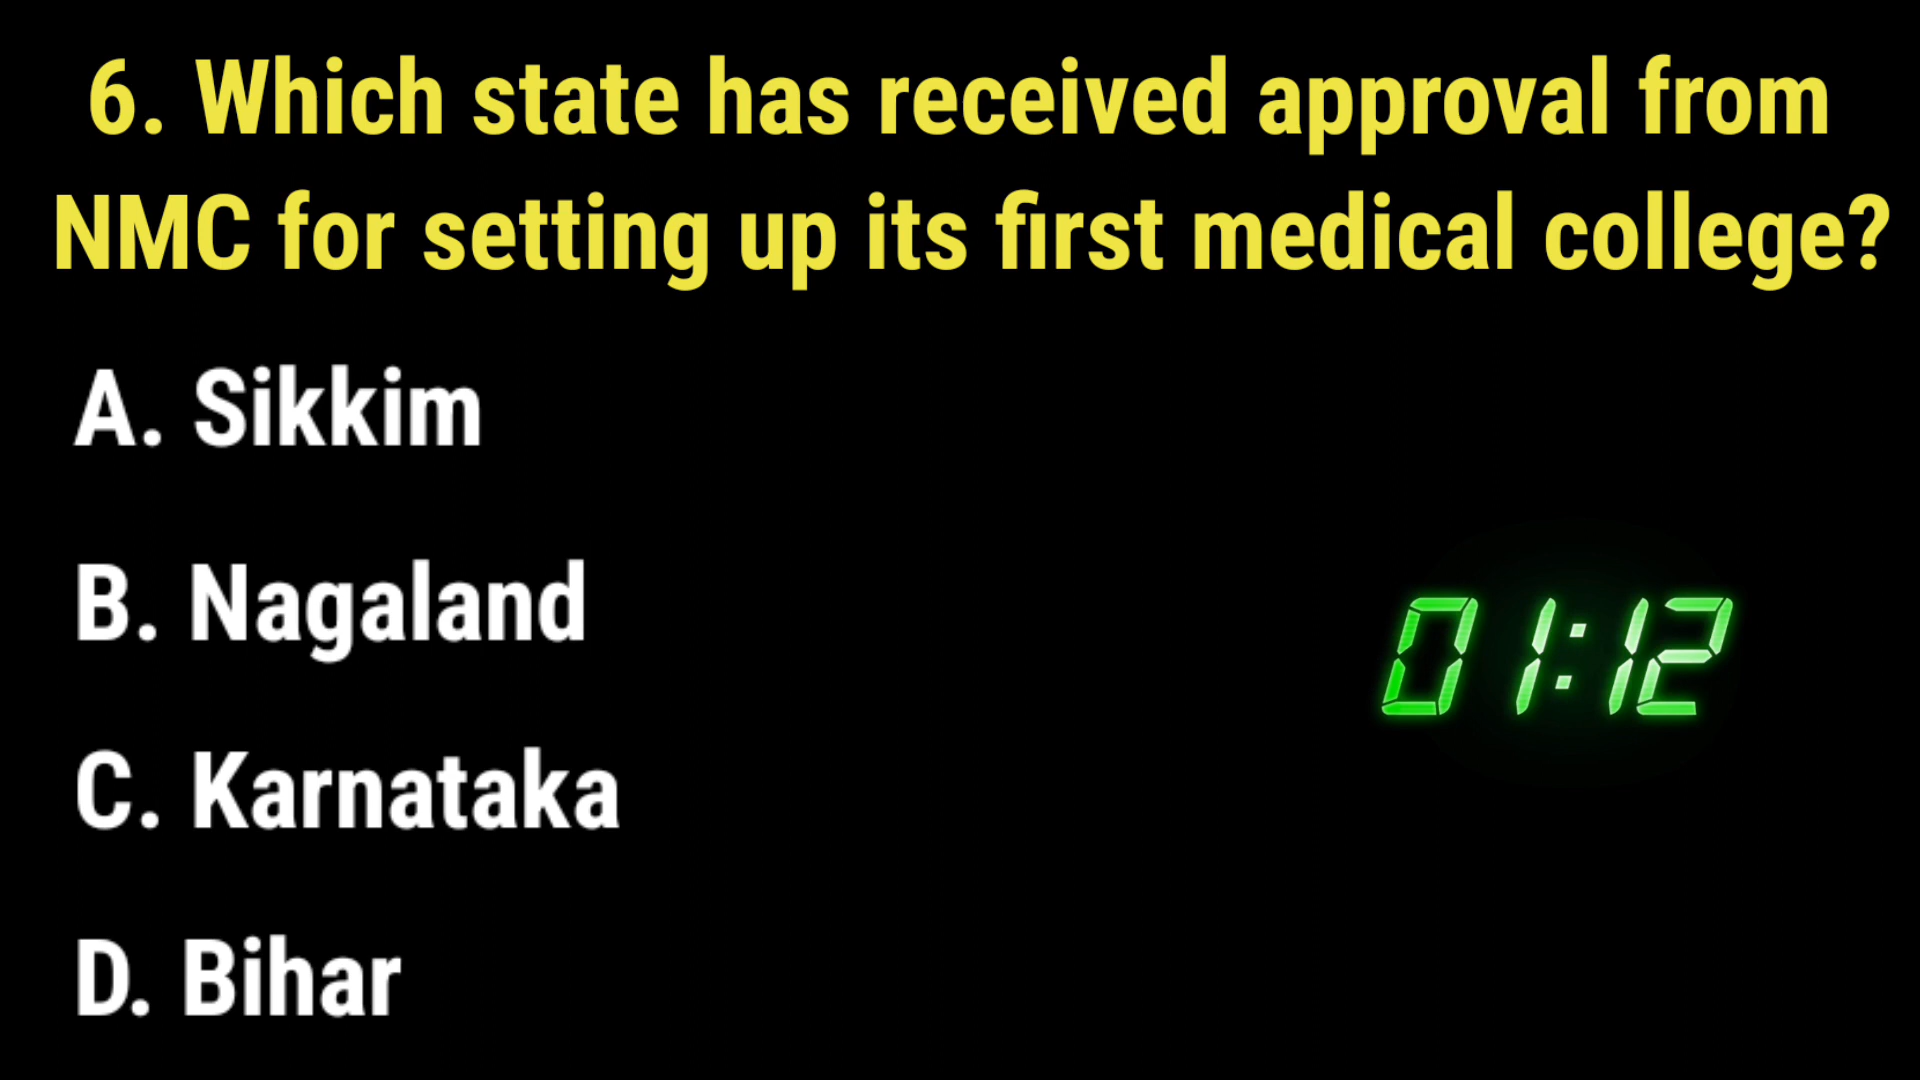 6. Which state has received approval from
NMC for setting up its first medical college?
A. Sikkim
B. Nagaland
01:12
C. Karnataka
D. Bihar